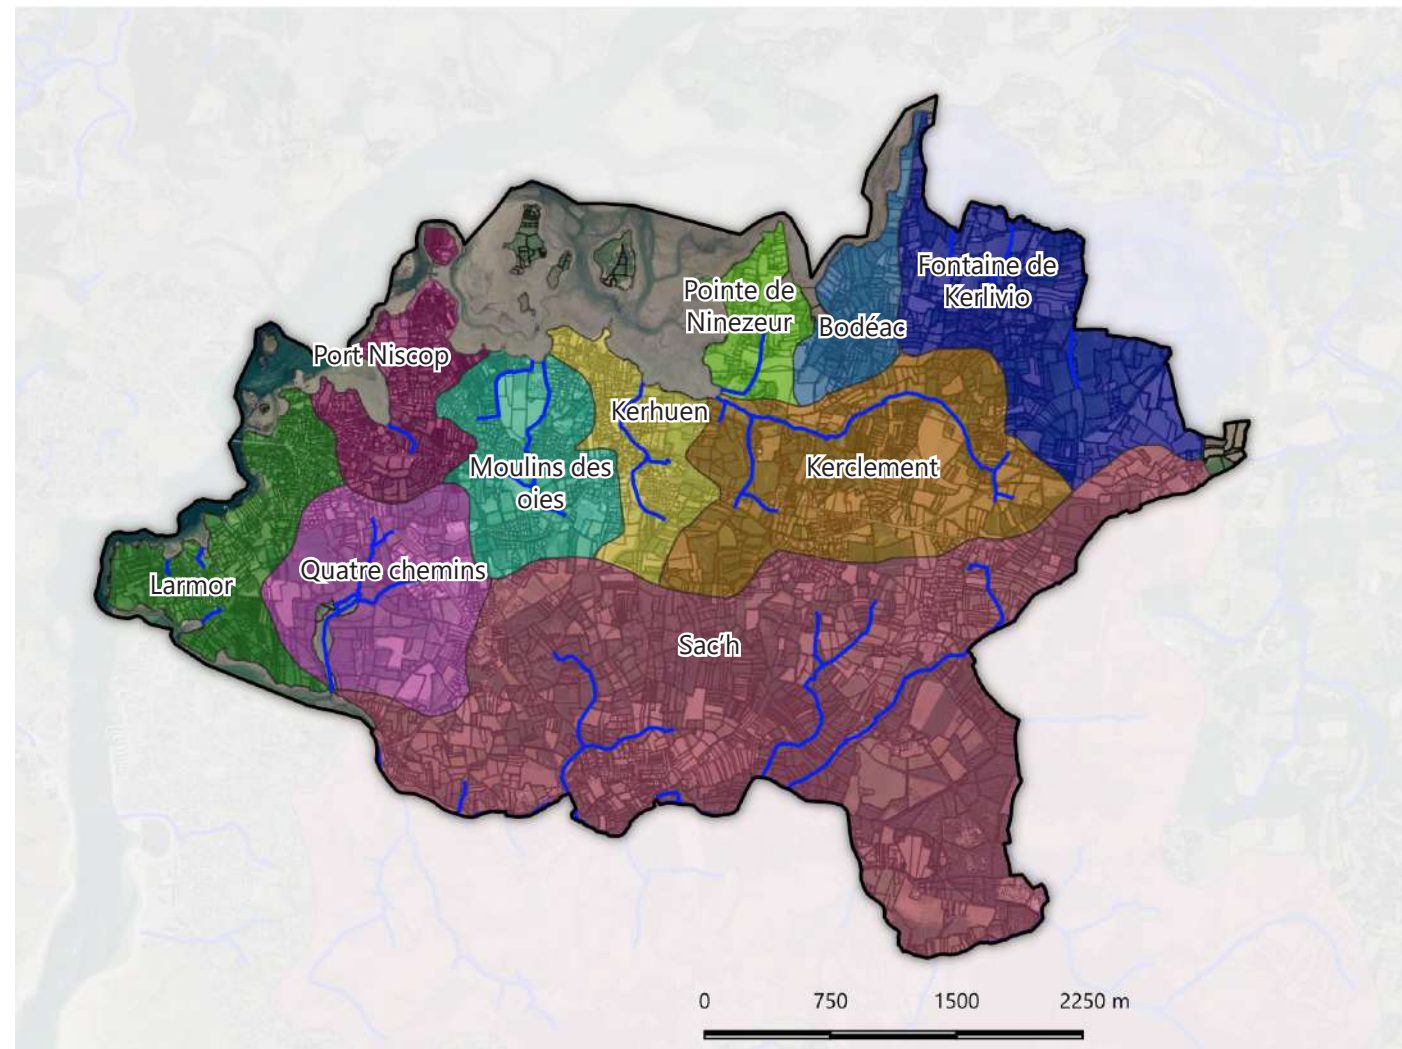 Fontaine de
Kerlivio
Pointe de
Ninezeur
Bodéac
Port Niscop
Kerhuen
Moulins des
oies
Kerclement
Quatre chemins
Larmor
Sac'h
0 750 1500 2250 m